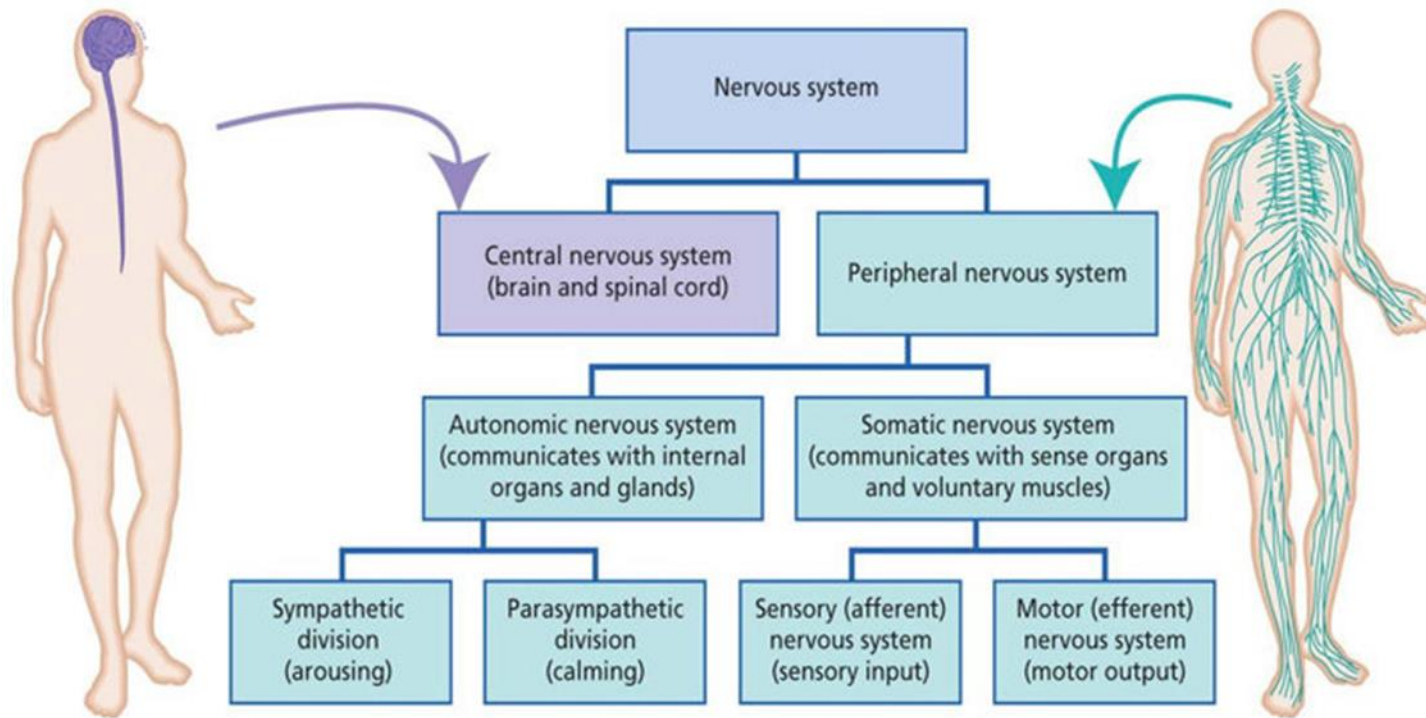 Nervous system
Central nervous system
(brain and spinal cord)
Peripheral nervous system
Autonomic nervous system
(communicates with internal
organs and glands)
Somatic nervous system
(communicates with sense organs
and voluntary muscles)
Sympathetic
division
(arousing)
Parasympathetic
division
(calming)
Sensory (afferent)
nervous system
(sensory input)
Motor (efferent)
nervous system
(motor output)